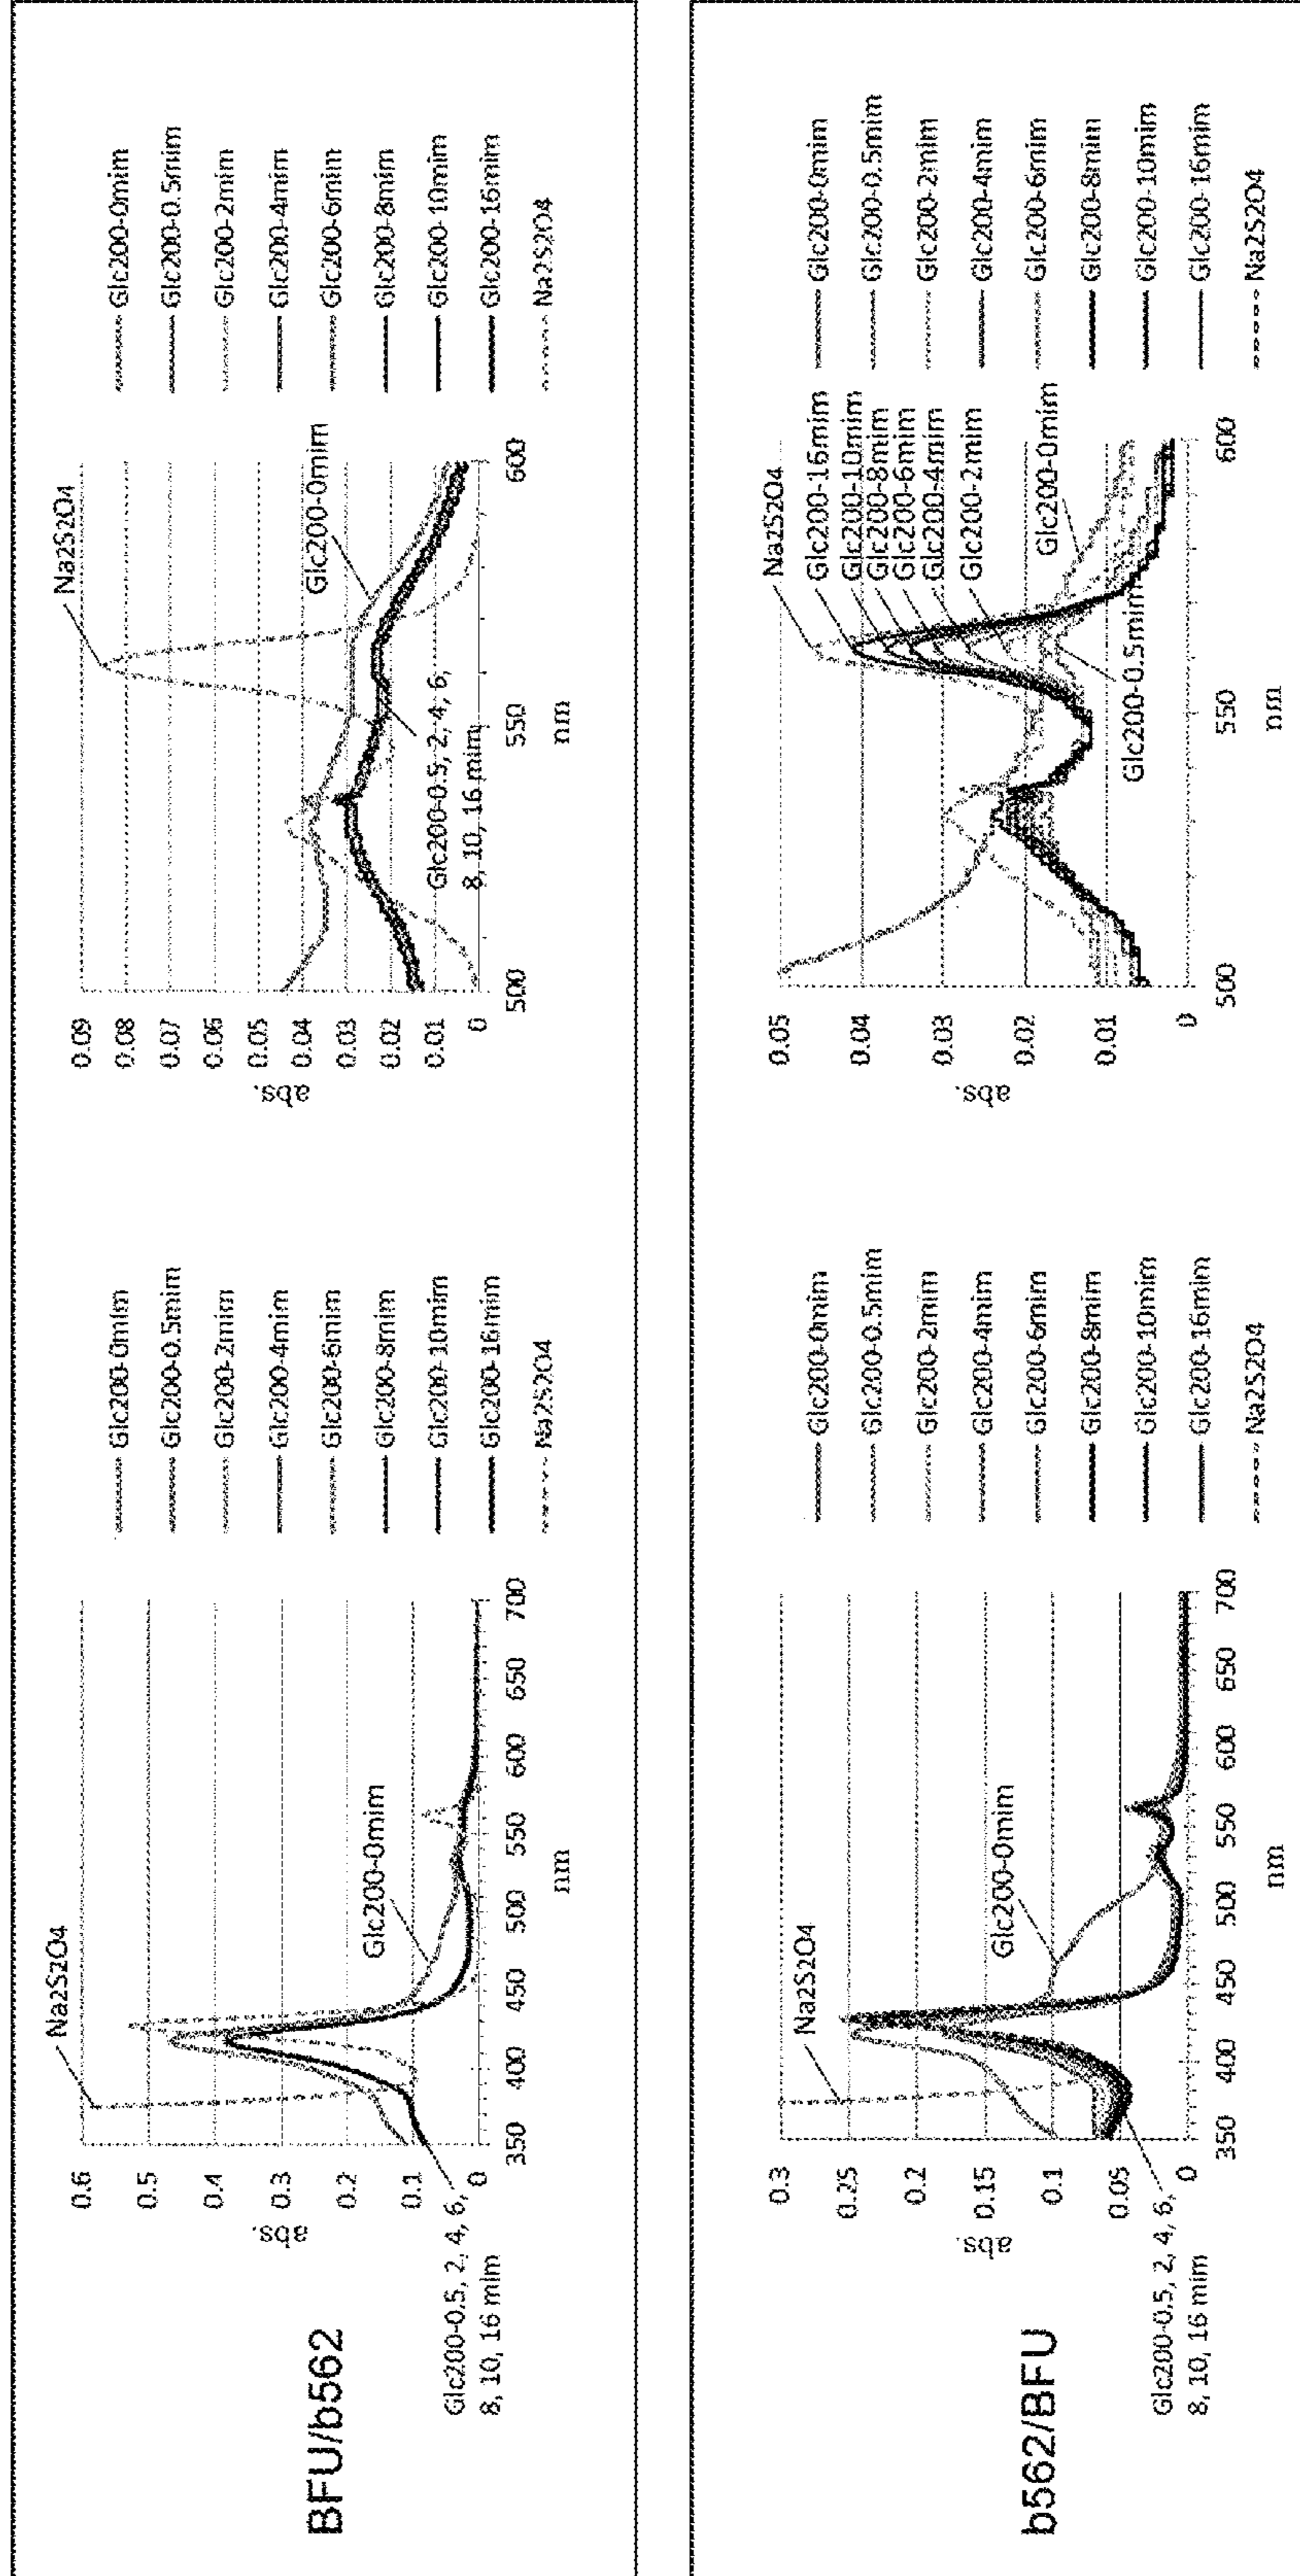 BFU/b562
Na2S2O4
0.6
0.5
0.4
0.3
0.2
0.1
0
abs.
350
400
450
500
550
600
650
700
nm
Glc200-0mim
Glc200-0.5, 2, 4, 6,
8, 10, 16 mim
Glc200-0mim
Glc200-0.5mim
Glc200-2mim
Glc200-4mim
Glc200-6mim
Glc200-8mim
Glc200-10mim
Glc200-16mim
Na2S2O4
Na2S2O4
0.09
0.08
0.07
0.06
0.05
0.04
0.03
0.02
0.01
0
abs.
500
550
600
nm
Glc200-0mim
Glc200-0.5, 2, 4, 6,
8, 10, 16 mim
Glc200-0mim
Glc200-0.5mim
Glc200-2mim
Glc200-4mim
Glc200-6mim
Glc200-8mim
Glc200-10mim
Glc200-16mim
Na2S2O4
b562/BFU
Na2S2O4
0.3
0.25
0.2
0.15
0.1
0.05
0
abs.
350
400
450
500
550
600
650
700
nm
Glc200-0mim
Glc200-0.5, 2, 4, 6,
8, 10, 16 mim
Glc200-0mim
Glc200-0.5mim
Glc200-2mim
Glc200-4mim
Glc200-6mim
Glc200-8mim
Glc200-10mim
Glc200-16mim
Na2S2O4
Na2S2O4
Glc200-16mim
Glc200-10mim
Glc200-8mim
Glc200-6mim
Glc200-4mim
Glc200-2mim
Glc200-0mim
Glc200-0.5mim
0.05
0.04
0.03
0.02
0.01
0
abs.
500
550
600
nm
Glc200-0mim
Glc200-0.5mim
Glc200-2mim
Glc200-4mim
Glc200-6mim
Glc200-8mim
Glc200-10mim
Glc200-16mim
Na2S2O4